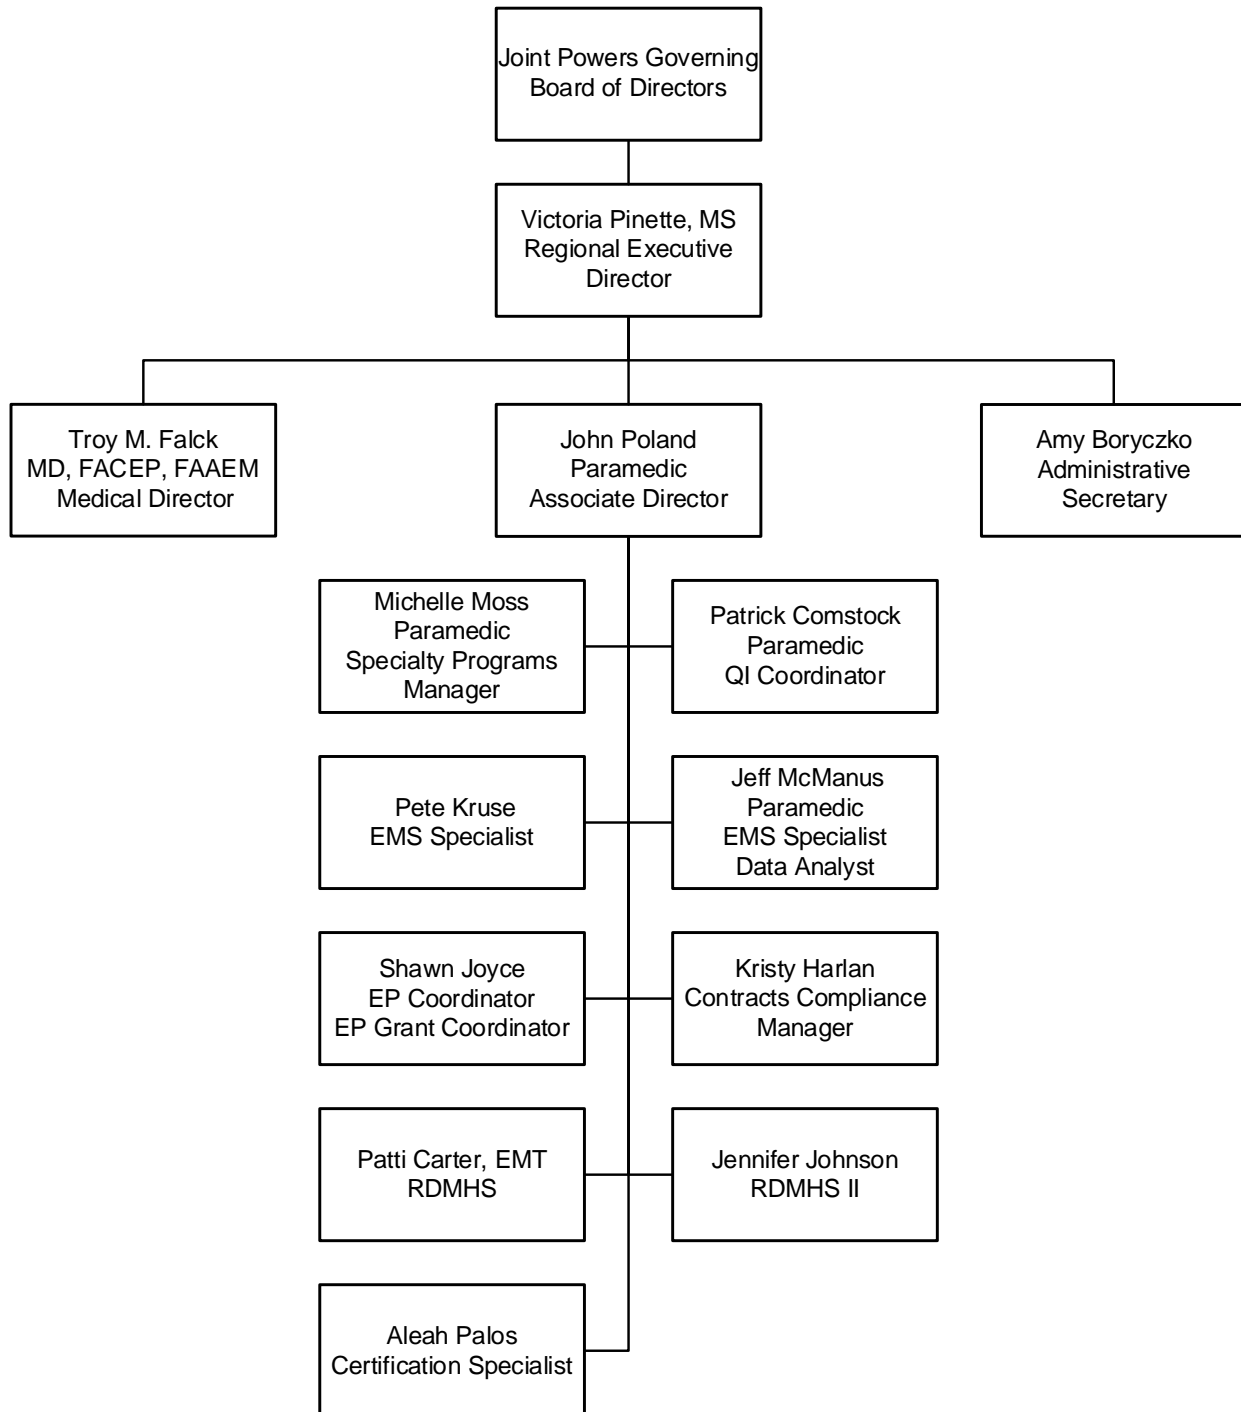 Joint Powers Governing
Board of Directors
Victoria Pinette, MS
Regional Executive
Director
Troy M. Falck
MD, FACEP, FAAEM
Medical Director
John Poland
Paramedic
Associate Director
Amy Boryczko
Administrative
Secretary
Michelle Moss
Paramedic
Specialty Programs
Manager
Patrick Comstock
Paramedic
QI Coordinator
Pete Kruse
EMS Specialist
Jeff McManus
Paramedic
EMS Specialist
Data Analyst
Shawn Joyce
EP Coordinator
EP Grant Coordinator
Kristy Harlan
Contracts Compliance
Manager
Patti Carter, EMT
RDMHS
Jennifer Johnson
RDMHS II
Aleah Palos
Certification Specialist